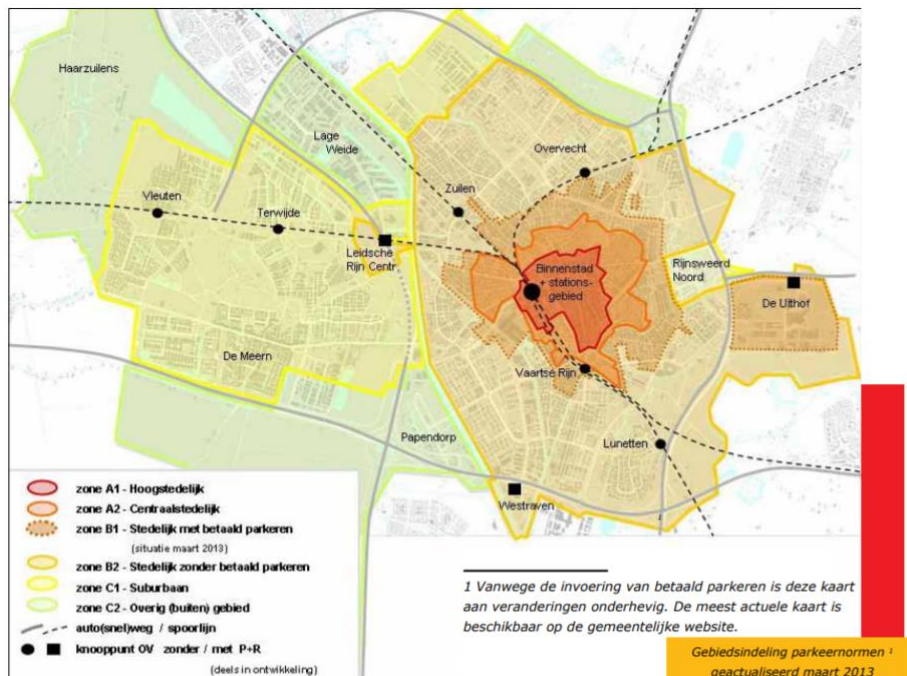 Haarzuilens
Lage
Weide
Overvecht
Zuilen
Vleuten
Terwijde
Leidsche
Rijn Centr
Binnenstad
+ stations-
gebied
Rijnsweerd
Noord
De Uithof
De Meern
Vaartse Rijn
Papendorp
Lunetten
Westraven
zone A1 - Hoogstedelijk
zone A2 - Centraalstedelijk
zone B1 - Stedelijk met betaald parkeren
(situatie maart 2013)
zone B2 - Stedelijk zonder betaald parkeren
zone C1 - Suburbaan
zone C2 - Overig (buiten) gebied
auto(snel)weg / spoorlijn
knooppunt OV zonder / met P+R
(deels in ontwikkeling)
1 Vanwege de invoering van betaald parkeren is deze kaart
aan veranderingen onderhevig. De meest actuele kaart is
beschikbaar op de gemeentelijke website.
Gebiedsindeling parkeernormen ¹
geactualiseerd maart 2013